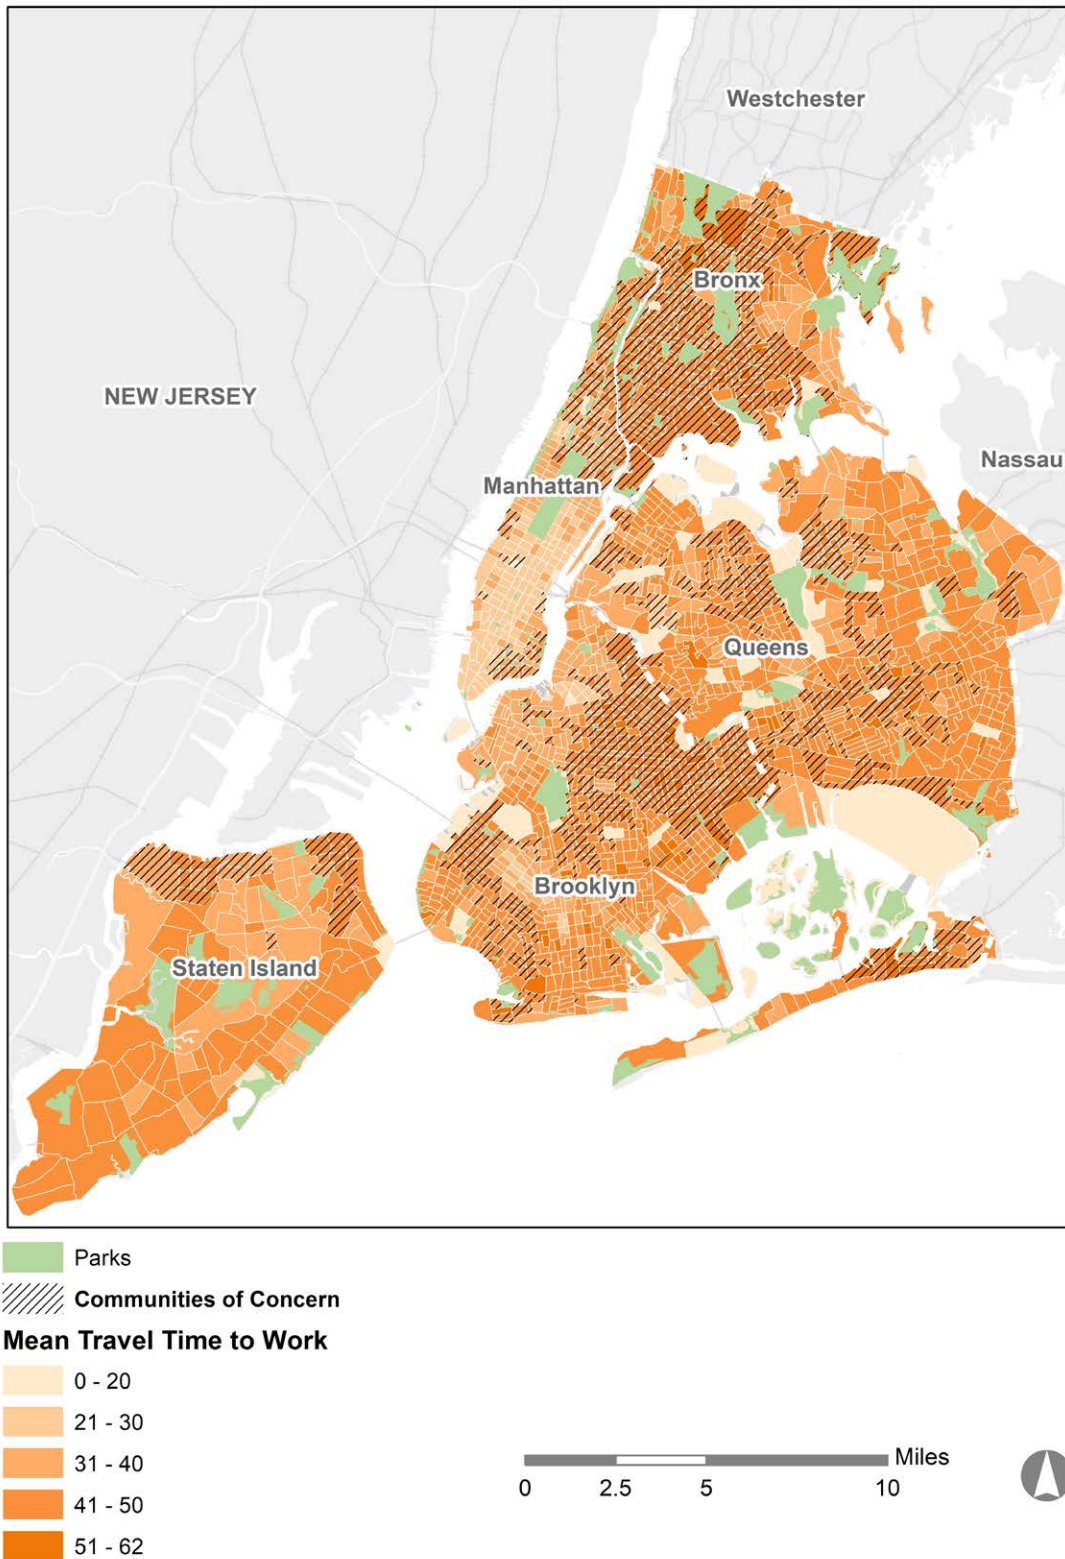 Westchester
Bronx
NEW JERSEY
Nassau
Manhattan
Queens
Brooklyn
Staten Island
Parks
Communities of Concern
Mean Travel Time to Work
0 - 20
21 - 30
31 - 40
41 - 50
51 - 62
Miles
0 2.5 5 10